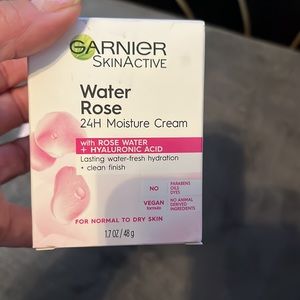 GARNIER
SKINACTIVE
Water
Rose
24H Moisture Cream
with ROSE WATER
+ HYALURONIC ACID
Lasting water-fresh hydration
+ clean finish
NO
PARABENS
OILS
DYES
VEGAN
formula
NO ANIMAL
DERIVED
INGREDIENTS
FOR NORMAL TO DRY SKIN
1.7 OZ/48 g